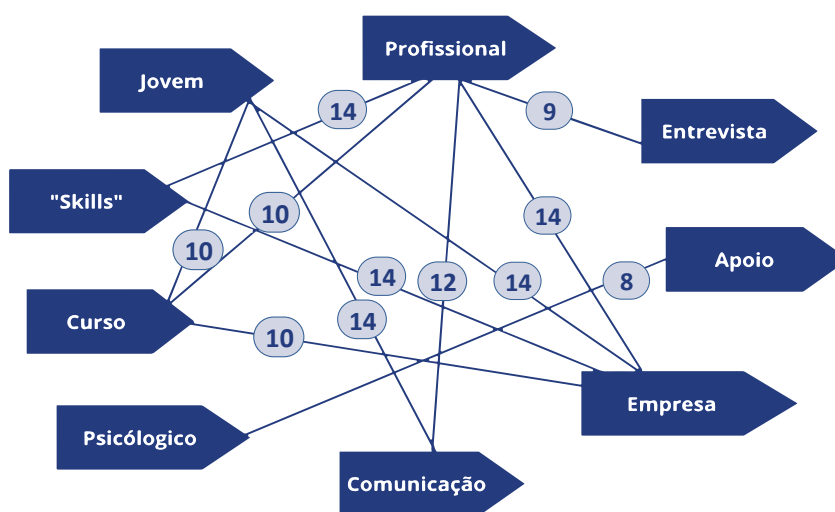 Profissional
Jovem
14
9
Entrevista
"Skills"
10
14
10
Apoio
14
12
14
8
14
Curso
10
Empresa
Psicólogico
Comunicação